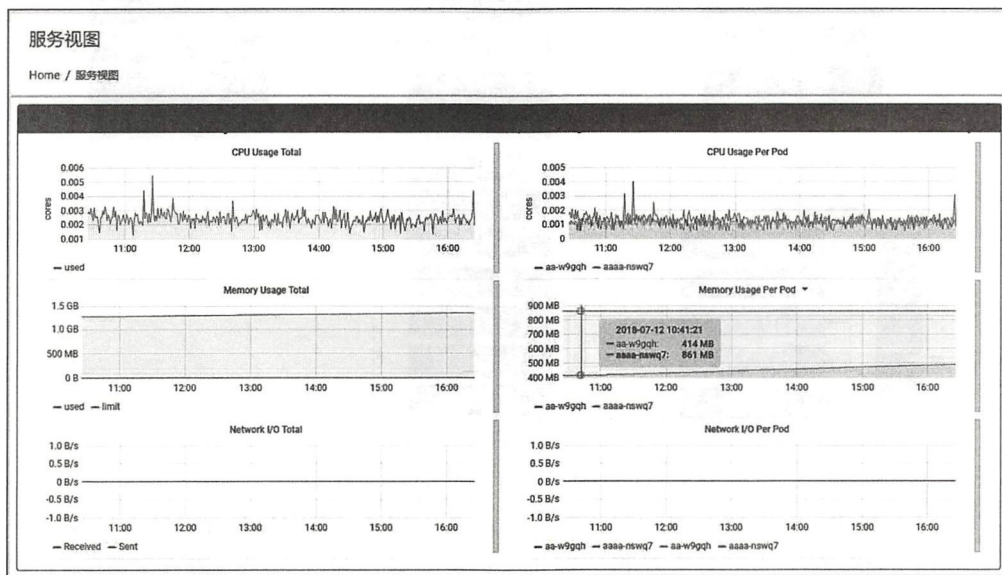 服务视图
Home / 服务视图
CPU Usage Total
0.006
0.005
0.004
0.003
0.002
0.001
cores
11:00 12:00 13:00 14:00 15:00 16:00
used
CPU Usage Per Pod
0.005
0.004
0.003
0.002
0.001
0
cores
11:00 12:00 13:00 14:00 15:00 16:00
aa-w9gqh aaaa-nswq7
Memory Usage Total
1.5 GB
1.0 GB
500 MB
0 B
11:00 12:00 13:00 14:00 15:00 16:00
used limit
Memory Usage Per Pod
900 MB
800 MB
700 MB
600 MB
500 MB
400 MB
2018-07-12 10:41:21
aa-w9gqh: 414 MB
aaaa-nswq7: 861 MB
11:00 12:00 13:00 14:00 15:00 16:00
aa-w9gqh aaaa-nswq7
Network I/O Total
1.0 B/s
0.5 B/s
0 B/s
-0.5 B/s
-1.0 B/s
11:00 12:00 13:00 14:00 15:00 16:00
Received Sent
Network I/O Per Pod
1.0 B/s
0.5 B/s
0 B/s
-0.5 B/s
-1.0 B/s
11:00 12:00 13:00 14:00 15:00 16:00
aa-w9gqh aaaa-nswq7 aa-w9gqh aaaa-nswq7